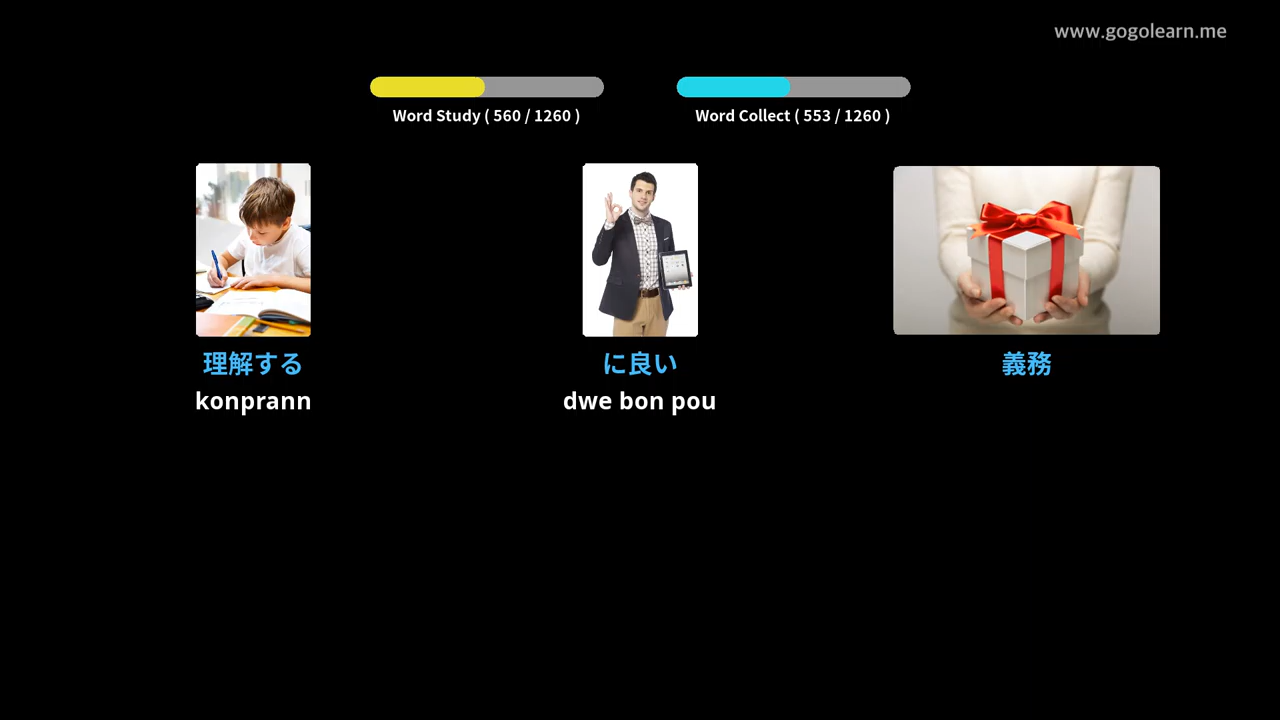 www.gogolearn.me
Word Study ( 560 / 1260 )
Word Collect ( 553 / 1260 )
理解する
konprann
に良い
dwe bon pou
義務